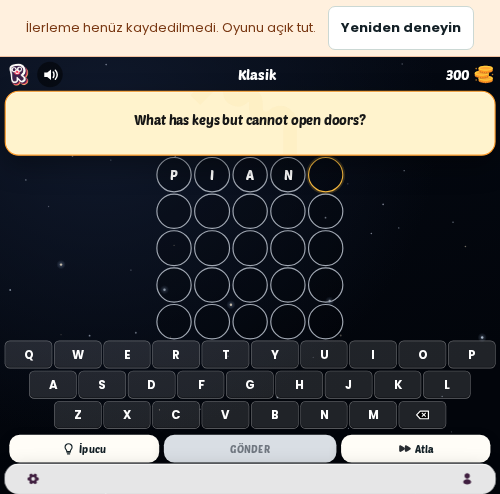 İlerleme henüz kaydedilmedi. Oyunu açık tut.
Yeniden deneyin
Klasik
300
What has keys but cannot open doors?
P I A N
Q W E R T Y U I O P
A S D F G H J K L
Z X C V B N M
İpucu
GÖNDER
Atla